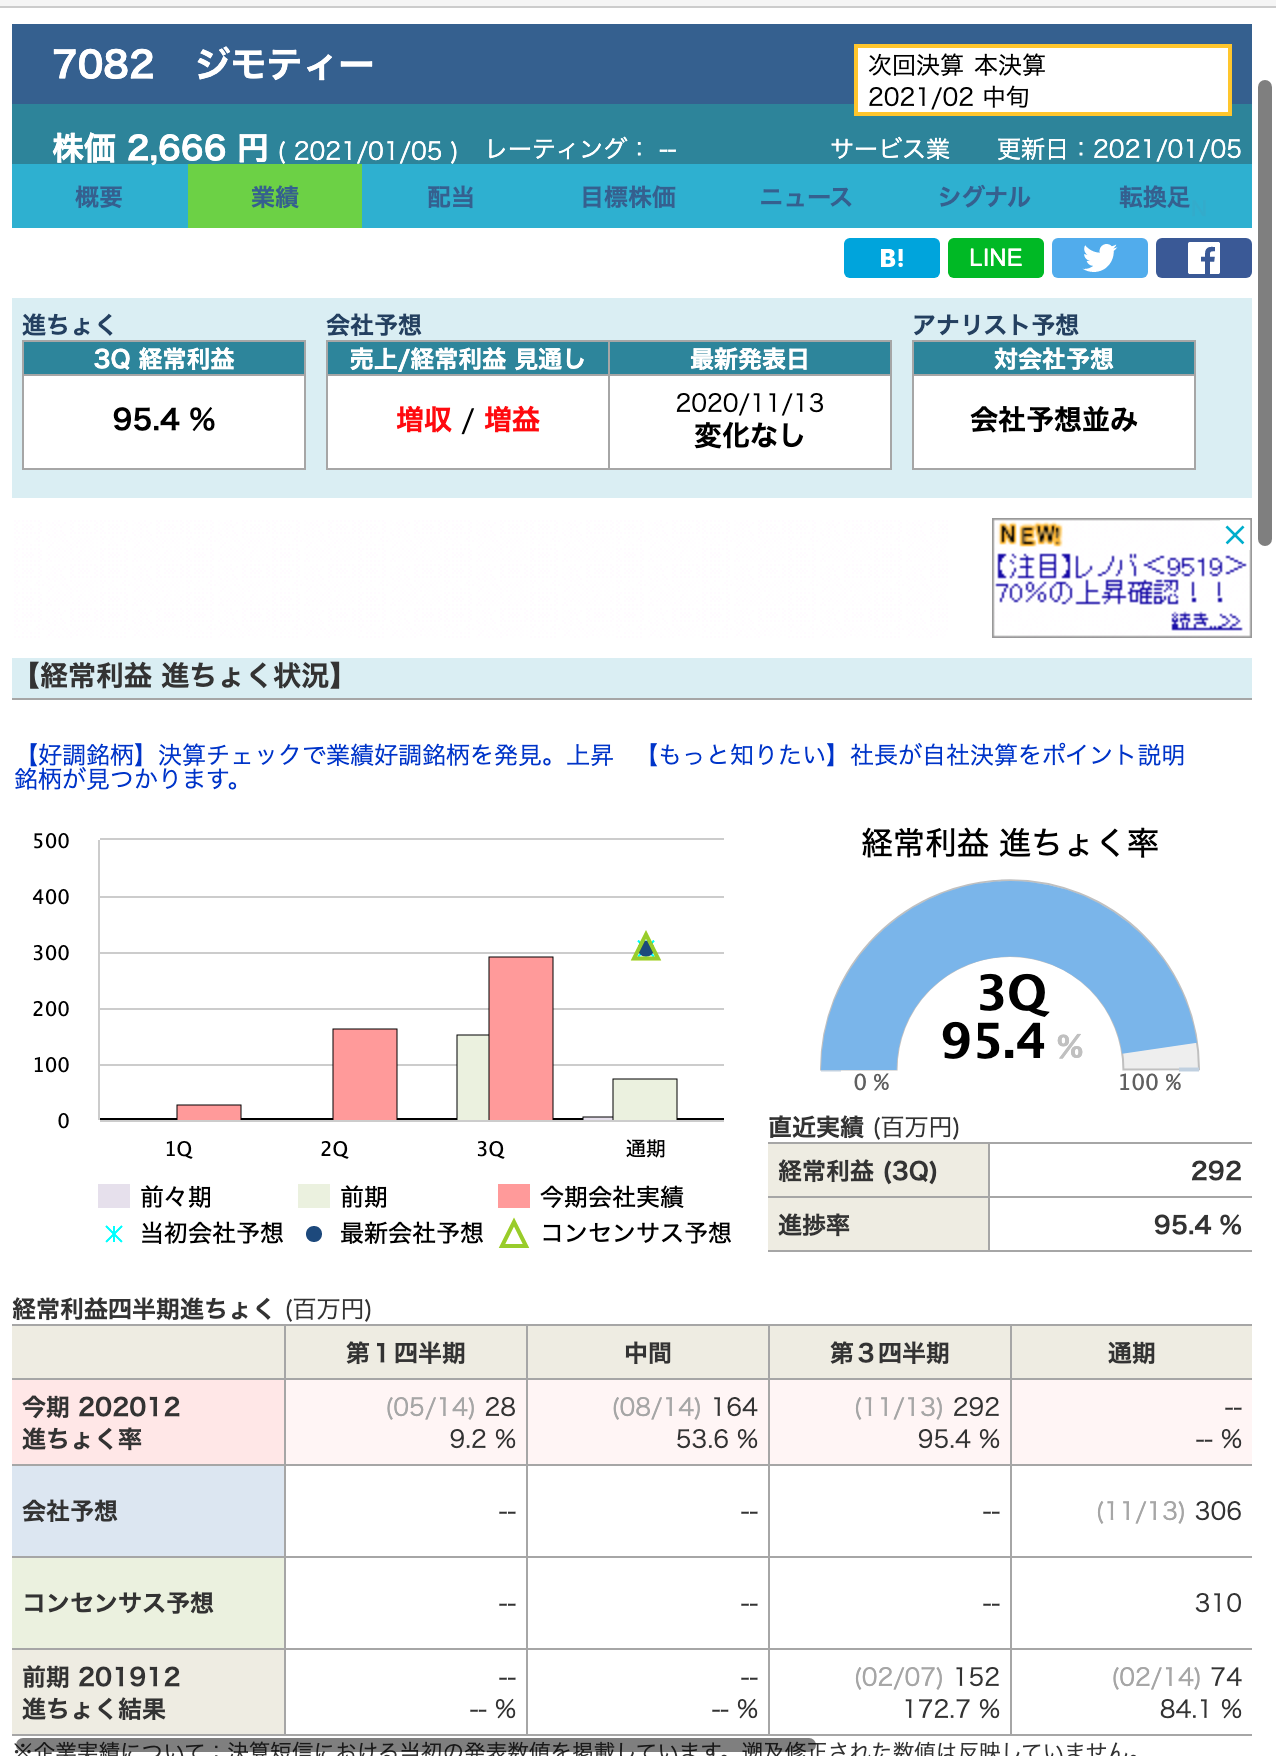 7082　ジモティー
次回決算 本決算
2021/02 中旬
株価 2,666 円 ( 2021/01/05 )　レーティング： --　サービス業　更新日：2021/01/05
概要　業績　配当　目標株価　ニュース　シグナル　転換足
B!　LINE
進ちょく　会社予想　アナリスト予想
3Q 経常利益　売上/経常利益 見通し　最新発表日　対会社予想
95.4 %　増収 / 増益　2020/11/13　会社予想並み
変化なし
NEW!
【注目】レノバ<9519>
70%の上昇確認！！
続き..>>
【経常利益 進ちょく状況】
【好調銘柄】決算チェックで業績好調銘柄を発見。上昇　【もっと知りたい】社長が自社決算をポイント説明
銘柄が見つかります。
500
400
300
200
100
0
1Q　2Q　3Q　通期
前々期　前期　今期会社実績
当初会社予想　最新会社予想　コンセンサス予想
経常利益 進ちょく率
3Q
95.4 %
0 %　100 %
直近実績 (百万円)
経常利益 (3Q)　292
進捗率　95.4 %
経常利益四半期進ちょく (百万円)
第１四半期　中間　第３四半期　通期
今期 202012　(05/14) 28　(08/14) 164　(11/13) 292　--
進ちょく率　9.2 %　53.6 %　95.4 %　-- %
会社予想　--　--　--　(11/13) 306
コンセンサス予想　--　--　--　310
前期 201912　--　--　(02/07) 152　(02/14) 74
進ちょく結果　-- %　-- %　172.7 %　84.1 %
※企業実績について：決算短信における当初の発表数値を掲載しています。遡及修正された数値は反映していません。